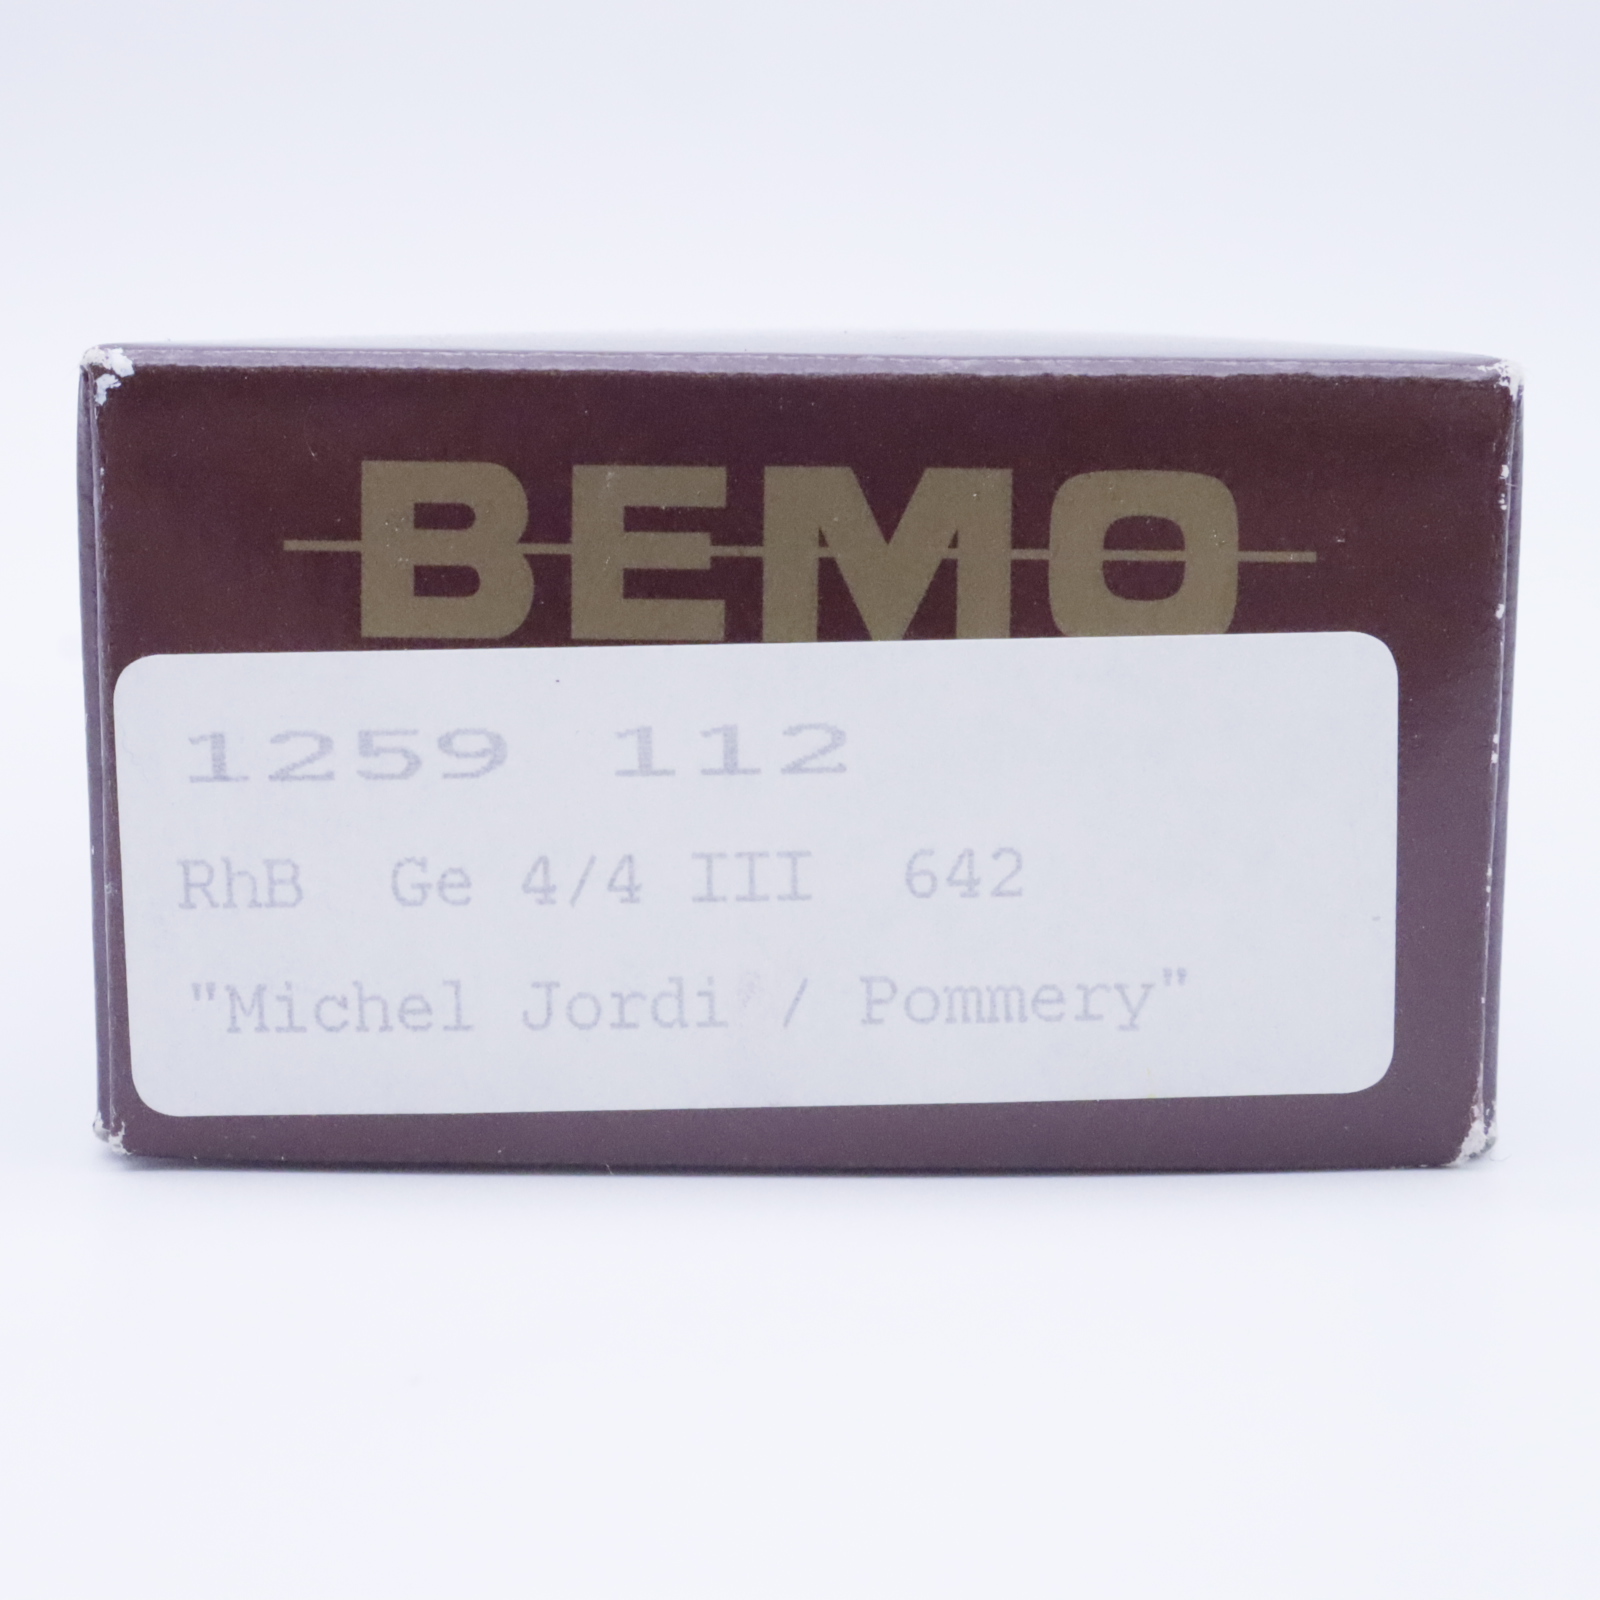 BEMO
1259 112
RhB Ge 4/4 III 642
"Michel Jordi / Pommery"